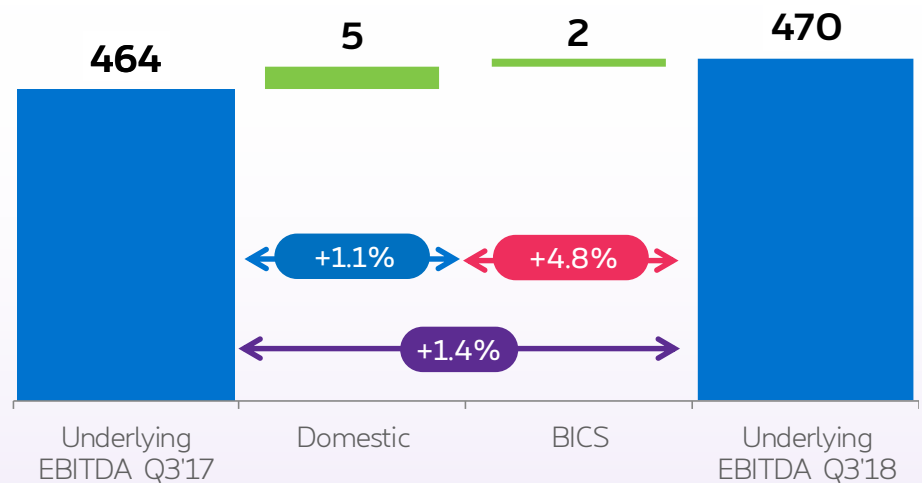 464
5
2
470
+1.1%
+4.8%
+1.4%
Underlying
EBITDA Q3'17
Domestic
BICS
Underlying
EBITDA Q3'18